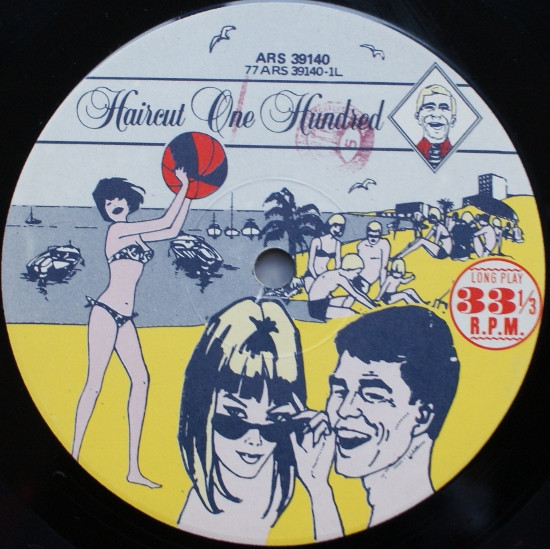 ARS 39140
77 ARS 39140-1L
Haircut One Hundred
LONG PLAY
33 1/3
R.P.M.